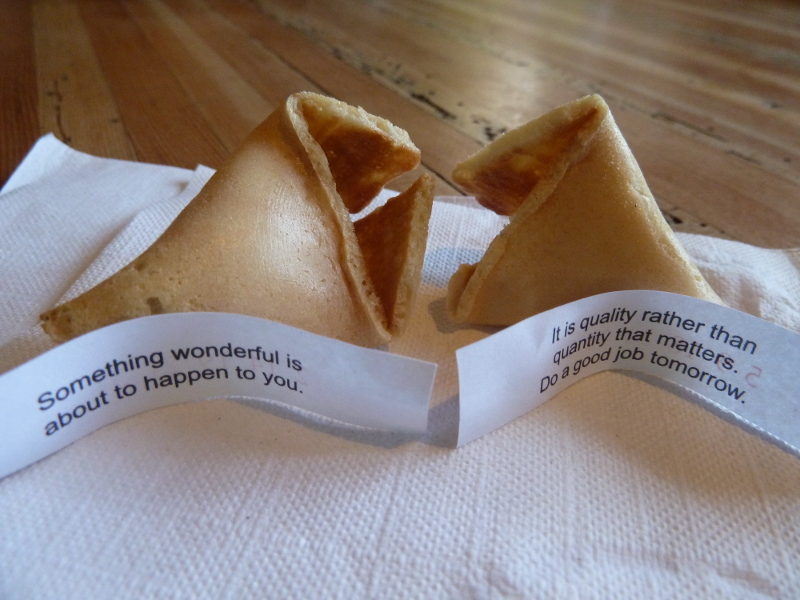 Something wonderful is
about to happen to you.
It is quality rather than
quantity that matters.
Do a good job tomorrow.